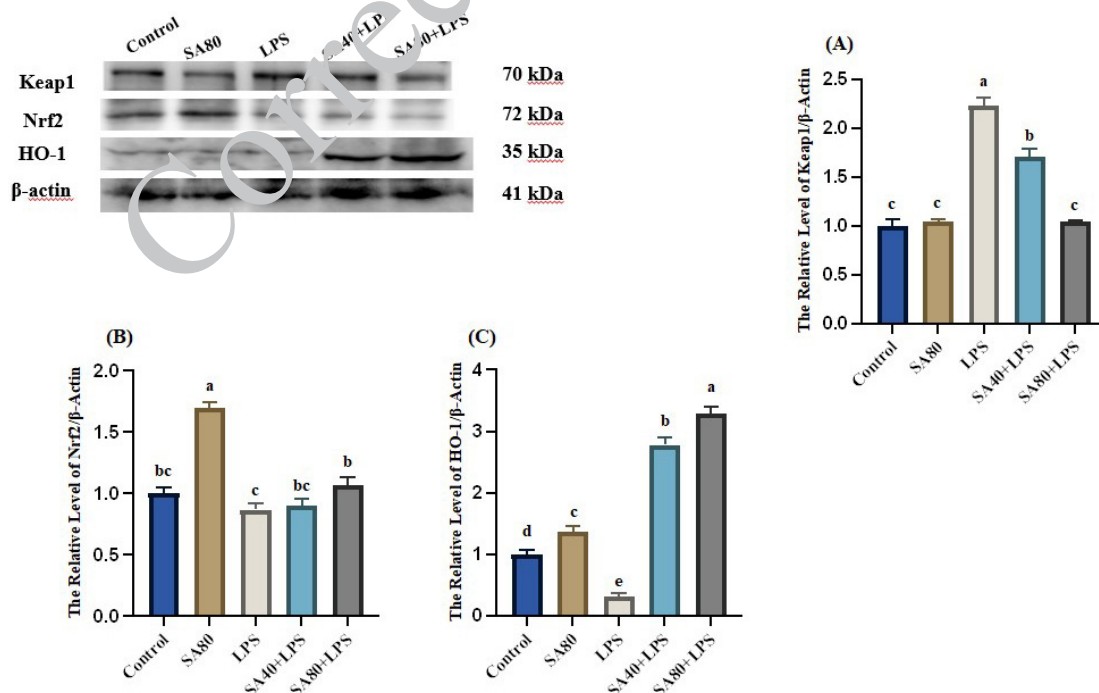 Control SA80 LPS SA40+LP SA80+LPS
Keap1 70 kDa
Nrf2 72 kDa
HO-1 35 kDa
β-actin 41 kDa
(A)
The Relative Level of Keap1/β-Actin
2.5
2.0
1.5
1.0
0.5
0.0
c c a b c
Control SA80 LPS SA40+LPS SA80+LPS
(B)
The Relative Level of Nrf2/β-Actin
2.0
1.5
1.0
0.5
0.0
bc a c bc b
Control SA80 LPS SA40+LPS SA80+LPS
(C)
The Relative Level of HO-1/β-Actin
4
3
2
1
0
d c e b a
Control SA80 LPS SA40+LPS SA80+LPS